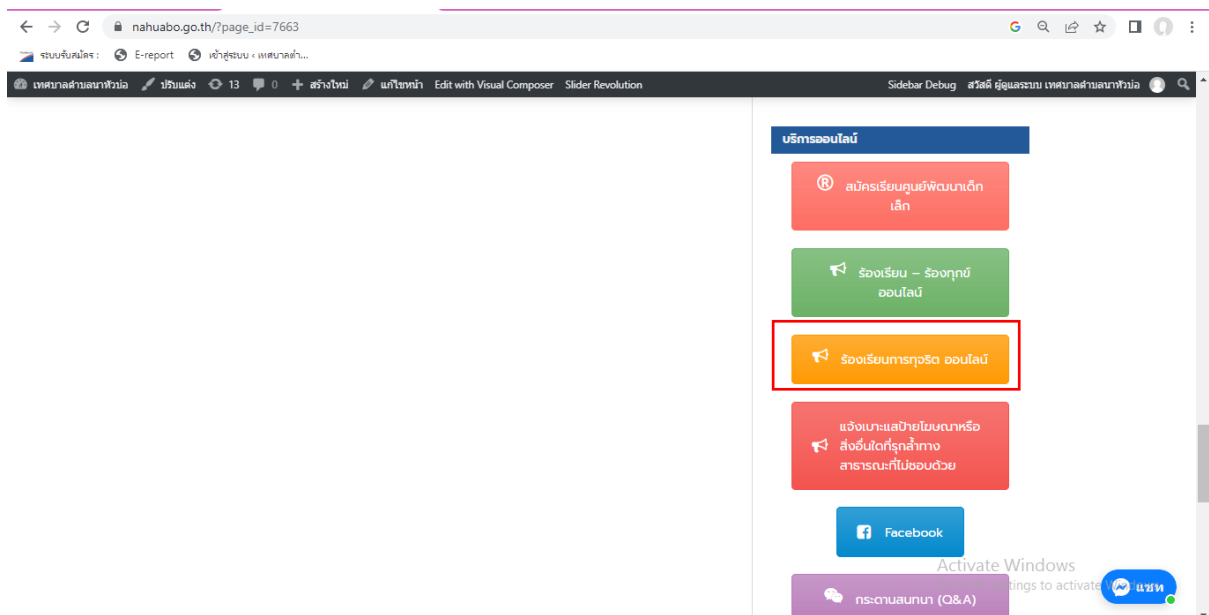 nahuabo.go.th/?page_id=7663
ระบบรับสมัคร : E-report เข้าสู่ระบบ ‹ เทศบาลตำ...
เทศบาลตำบลนาหัวบ่อ ปรับแต่ง 13 0 + สร้างใหม่ แก้ไขหน้า Edit with Visual Composer Slider Revolution Sidebar Debug สวัสดี ผู้ดูแลระบบ เทศบาลตำบลนาหัวบ่อ
บริการออนไลน์
® สมัครเรียนศูนย์พัฒนาเด็ก
เล็ก
ร้องเรียน – ร้องทุกข์
ออนไลน์
ร้องเรียนการทุจริต ออนไลน์
แจ้งเบาะแสป้ายโฆษณาหรือ
สิ่งอื่นใดที่รุกล้ำทาง
สาธารณะที่ไม่ชอบด้วย
Facebook
Activate Windows
tings to activate
แชท
กระดานสนทนา (Q&A)